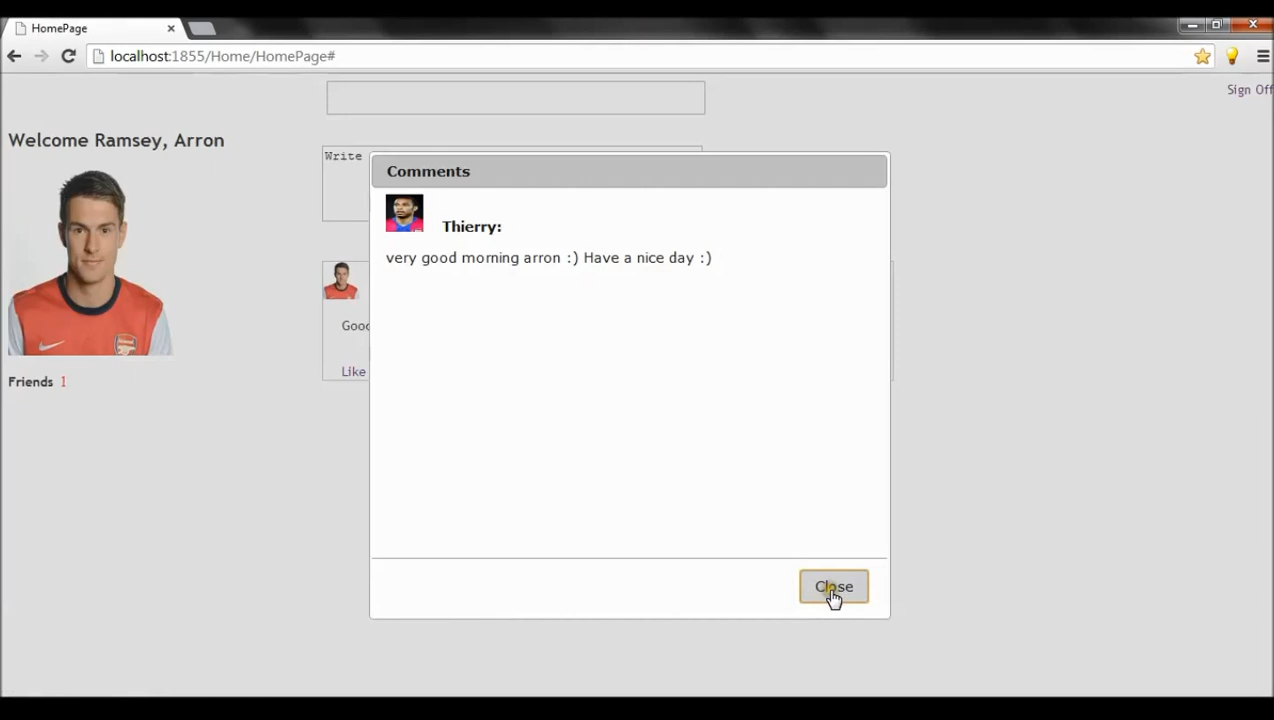 HomePage
localhost:1855/Home/HomePage#
Sign Off
Welcome Ramsey, Arron
Write
Comments
Thierry:
very good morning arron :) Have a nice day :)
Good
Like
Friends 1
Close